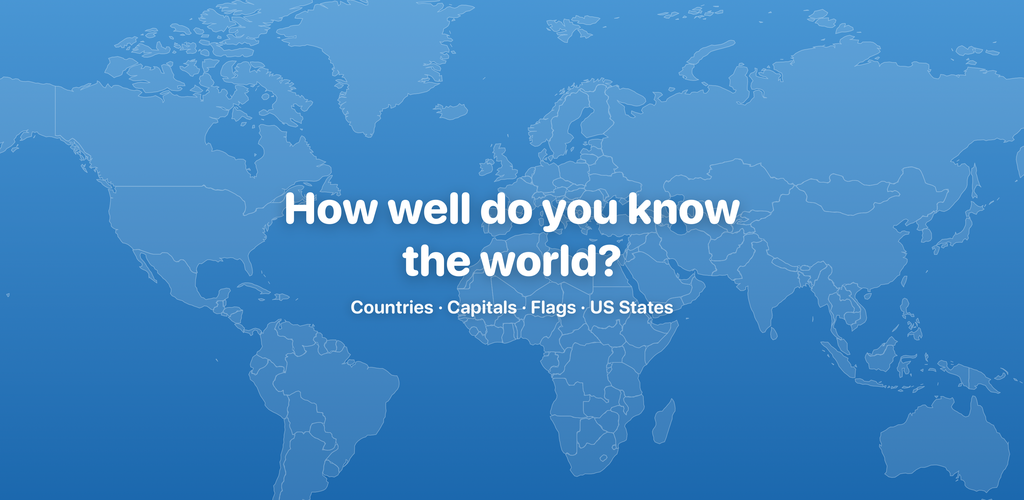 How well do you know
the world?
Countries · Capitals · Flags · US States